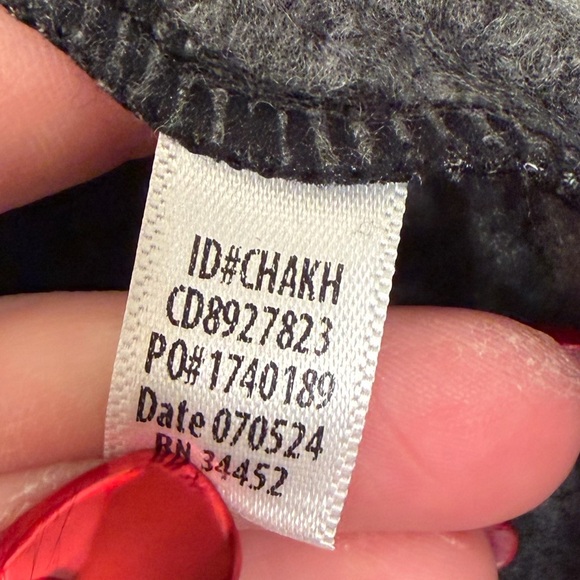 ID#CHAKH
CD8927823
PO#1740189
Date 070524
RN 34452